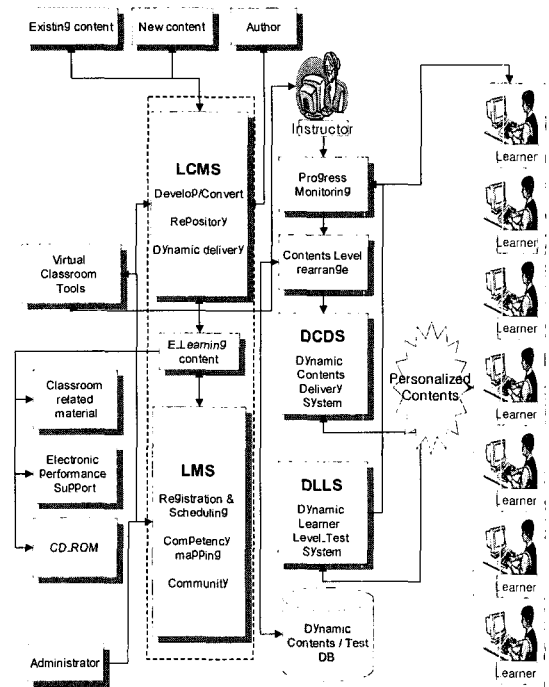 Existing content
New content
Author
Instructor
LCMS
Develop/Convert
Repository
Dynamic delivery
Progress
Monitoring
Virtual
Classroom
Tools
Contents Level
rearrange
E.Learning
content
DCDS
Dynamic
Contents
Delivery
System
Personalized
Contents
Classroom
related
material
Electronic
Performance
Support
CD.ROM
LMS
Registration &
Scheduling
Competency
mapping
Community
DLLS
Dynamic
Learner
Level.Test
System
Administrator
Dynamic
Contents / Test
DB
Learner
Learner
Learner
Learner
Learner
Learner
Learner